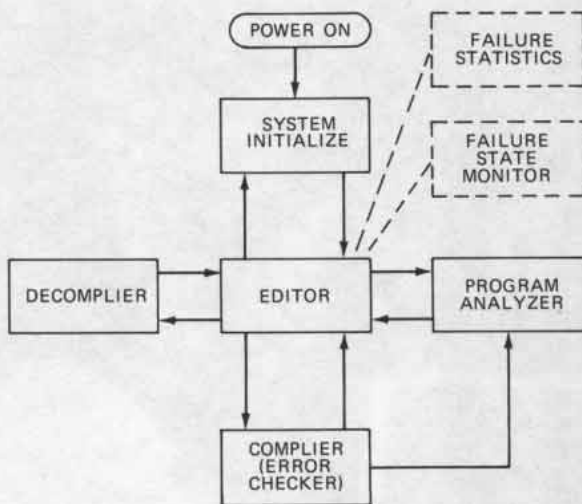 POWER ON
FAILURE
STATISTICS
SYSTEM
INITIALIZE
FAILURE
STATE
MONITOR
DECOMPLIER
EDITOR
PROGRAM
ANALYZER
COMPLIER
(ERROR
CHECKER)